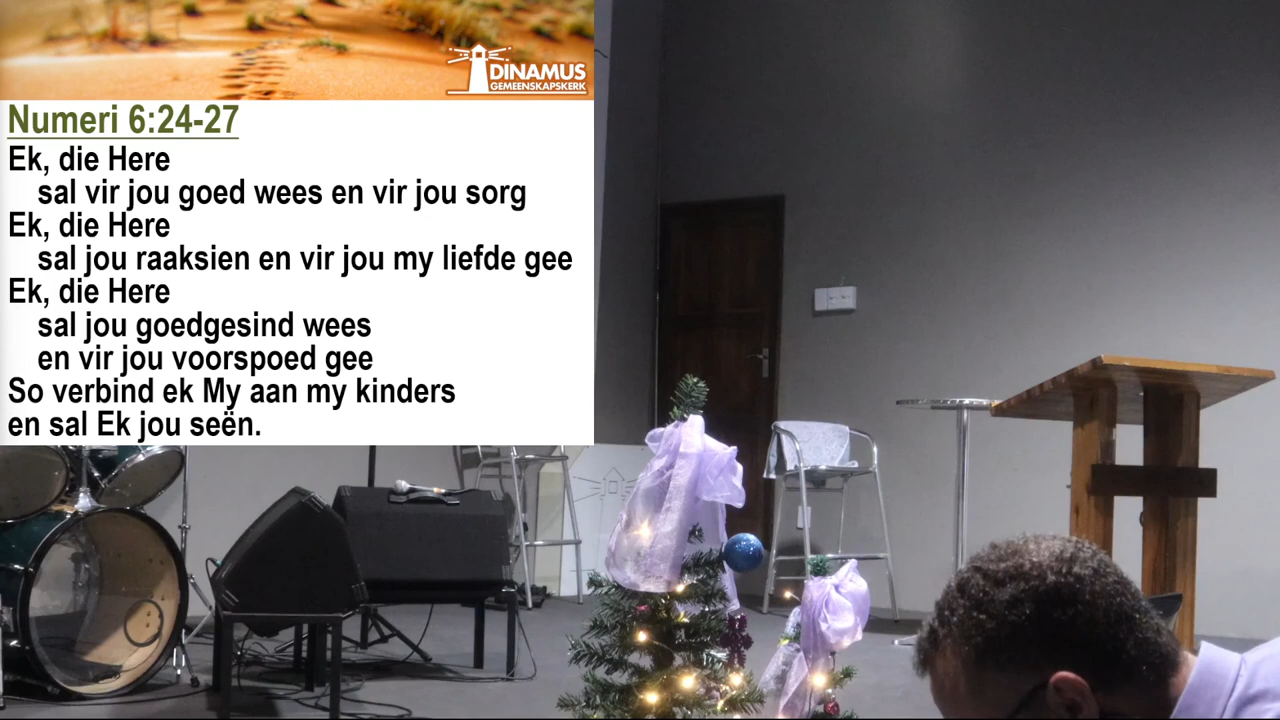 DINAMUS
GEMEENSKAPSKERK
Numeri 6:24-27
Ek, die Here
sal vir jou goed wees en vir jou sorg
Ek, die Here
sal jou raaksien en vir jou my liefde gee
Ek, die Here
sal jou goedgesind wees
en vir jou voorspoed gee
So verbind ek My aan my kinders
en sal Ek jou seën.